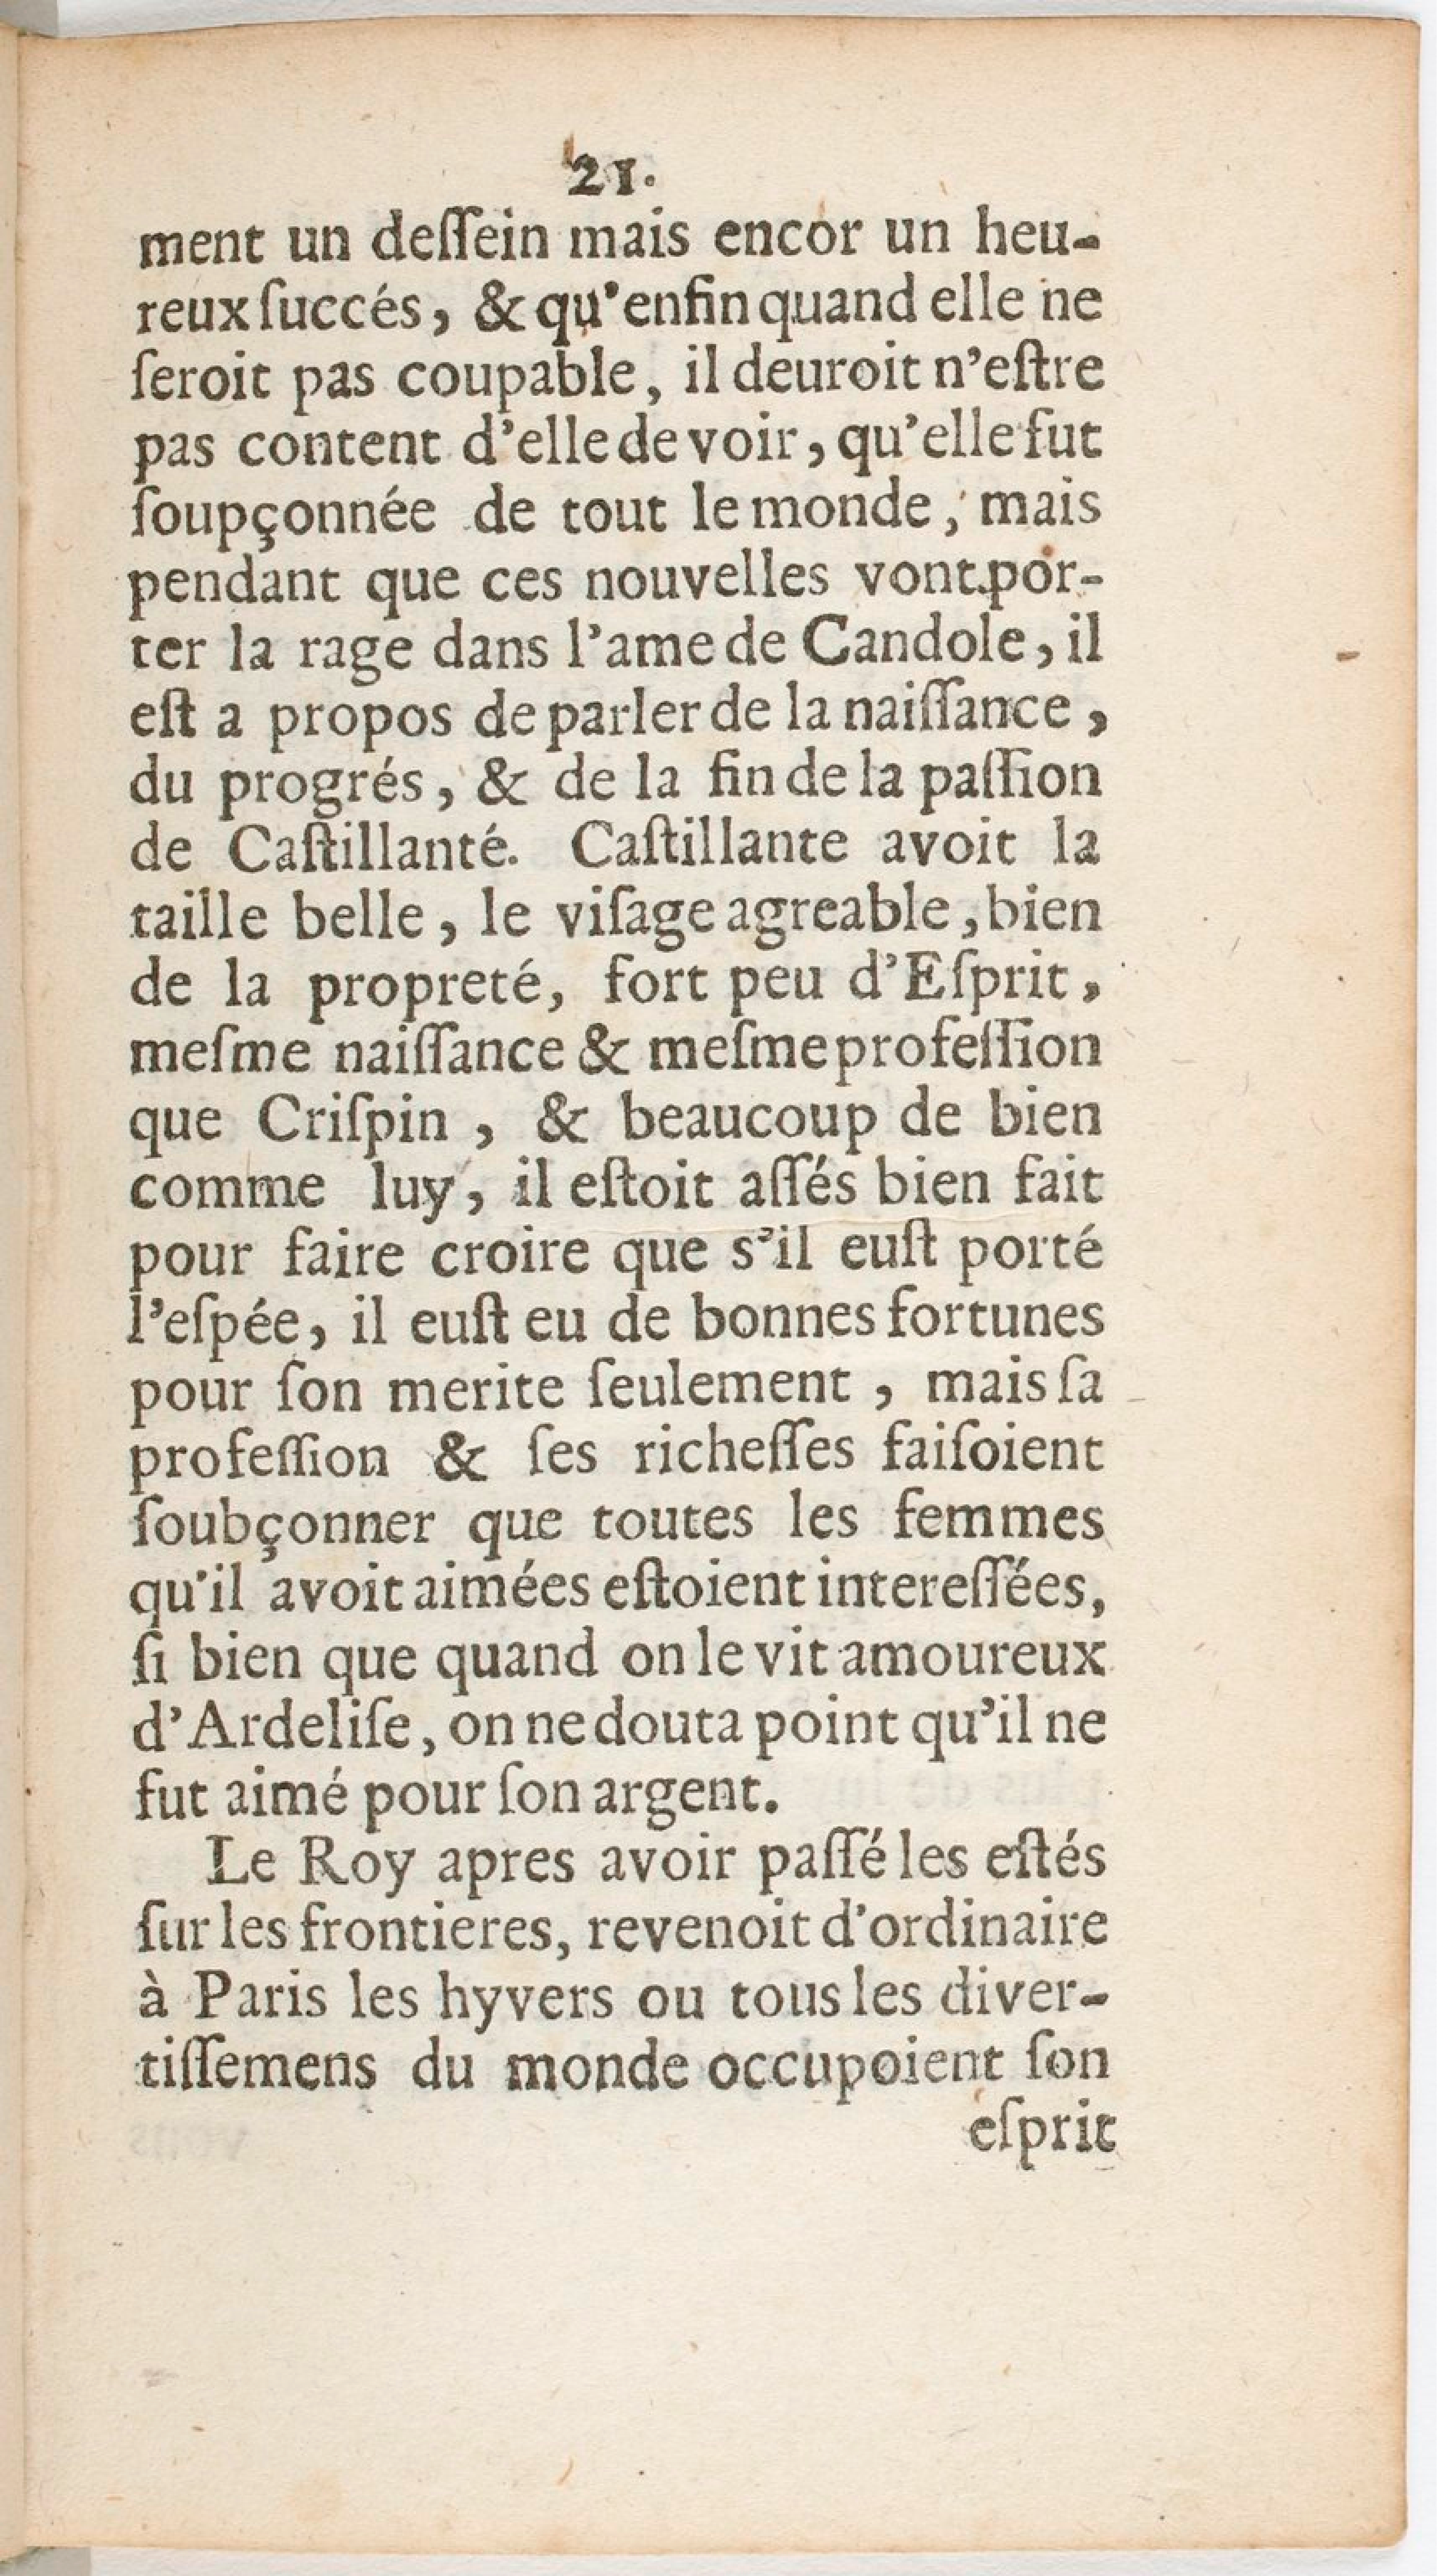 21.
ment un deſſein mais encor un heu-
reux ſuccés, & qu'enfin quand elle ne
ſeroit pas coupable, il deuroit n'eſtre
pas content d'elle de voir, qu'elle fut
ſoupçonnée de tout le monde, mais
pendant que ces nouvelles vont por-
ter la rage dans l'ame de Candole, il
eſt a propos de parler de la naiſſance,
du progrés, & de la fin de la paſſion
de Caſtillanté. Caſtillante avoit la
taille belle, le viſage agreable, bien
de la propreté, fort peu d'Eſprit,
meſme naiſſance & meſme profeſſion
que Criſpin, & beaucoup de bien
comme luy, il eſtoit aſſés bien fait
pour faire croire que s'il euſt porté
l'eſpée, il euſt eu de bonnes fortunes
pour ſon merite ſeulement, mais ſa
profeſſion & ſes richeſſes faiſoient
ſoubçonner que toutes les femmes
qu'il avoit aimées eſtoient intereſſées,
ſi bien que quand on le vit amoureux
d'Ardeliſe, on ne douta point qu'il ne
fut aimé pour ſon argent.
Le Roy apres avoir paſſé les eſtés
ſur les frontieres, revenoit d'ordinaire
à Paris les hyvers ou tous les diver-
tiſſemens du monde occupoient ſon
eſprit